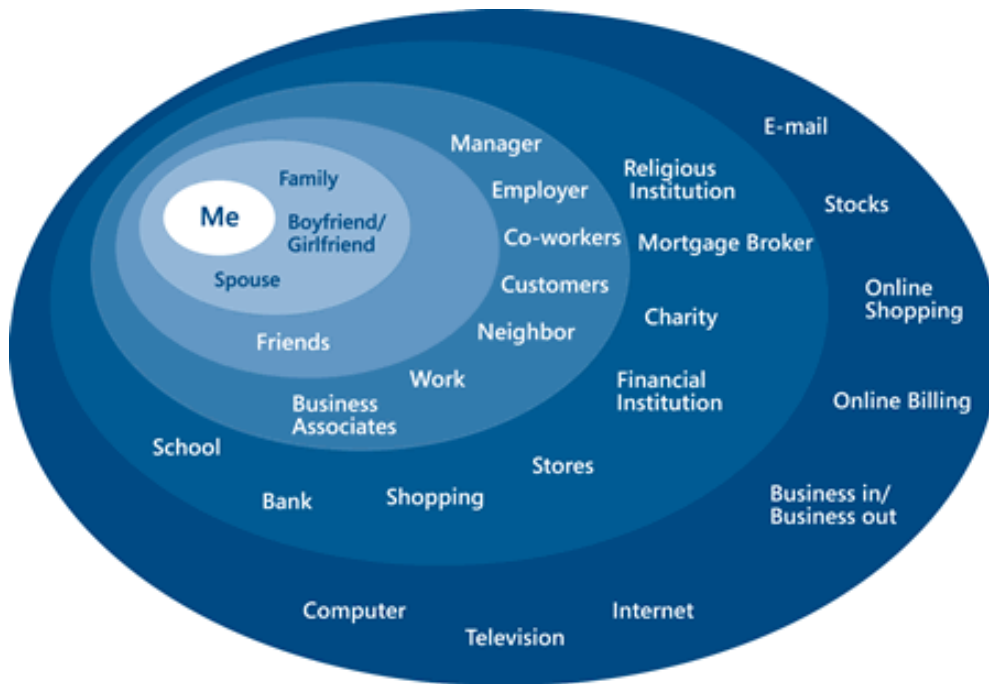 Me
Family
Boyfriend/
Girlfriend
Spouse
Friends
Manager
Employer
Co-workers
Customers
Neighbor
Work
Business
Associates
Religious
Institution
Mortgage Broker
Charity
Financial
Institution
Stores
Shopping
Bank
School
E-mail
Stocks
Online
Shopping
Online Billing
Business in/
Business out
Internet
Television
Computer